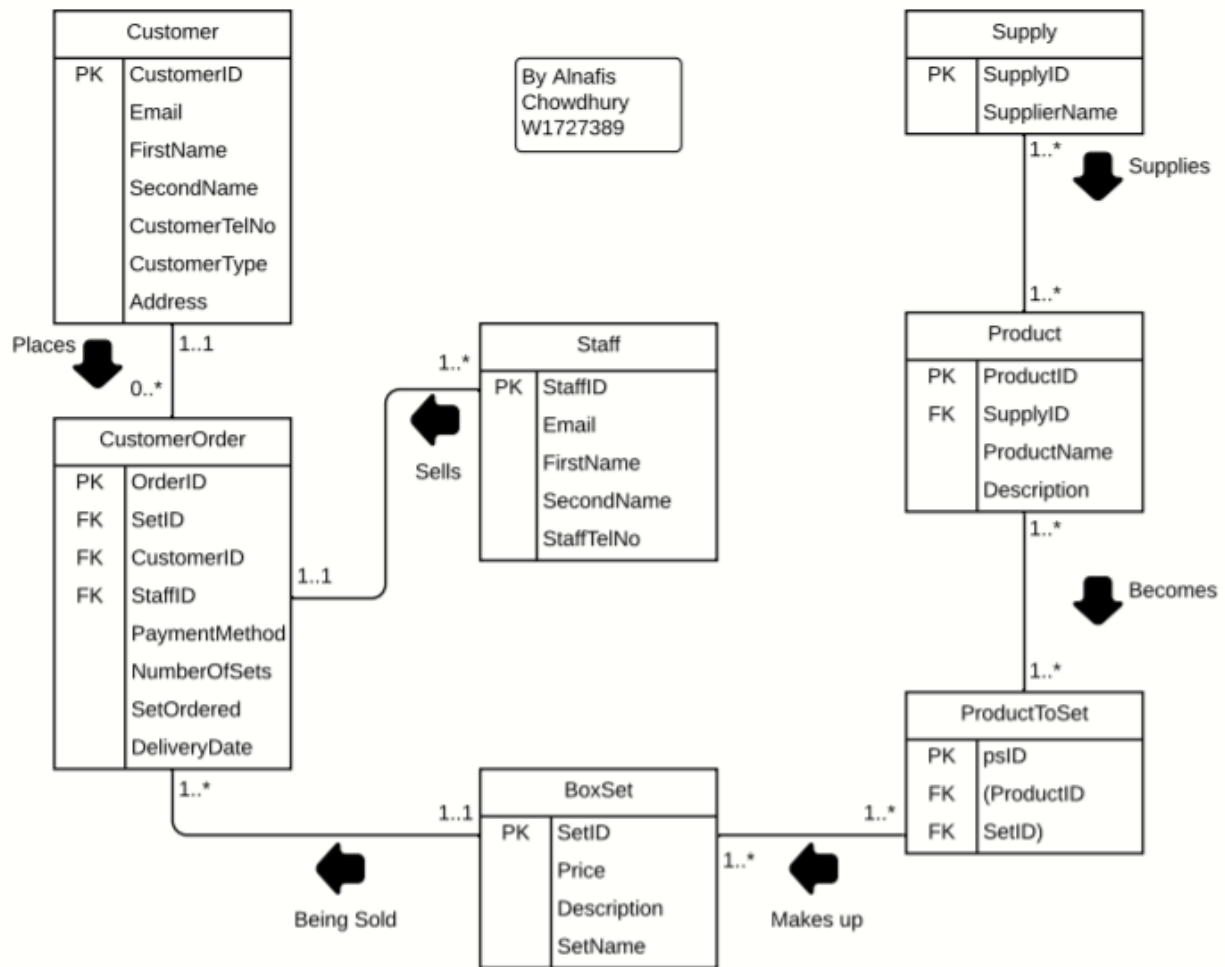 Customer
PK CustomerID
Email
FirstName
SecondName
CustomerTelNo
CustomerType
Address
By Alnafis
Chowdhury
W1727389
Supply
PK SupplyID
SupplierName
1..*
Supplies
1..*
Places
1..1
0..*
Staff
PK StaffID
Email
FirstName
SecondName
StaffTelNo
1..*
Sells
1..1
Product
PK ProductID
FK SupplyID
ProductName
Description
1..*
Becomes
1..*
CustomerOrder
PK OrderID
FK SetID
FK CustomerID
FK StaffID
PaymentMethod
NumberOfSets
SetOrdered
DeliveryDate
1..*
1..1
Being Sold
BoxSet
PK SetID
Price
Description
SetName
1..*
1..*
Makes up
ProductToSet
PK psID
FK (ProductID
FK SetID)